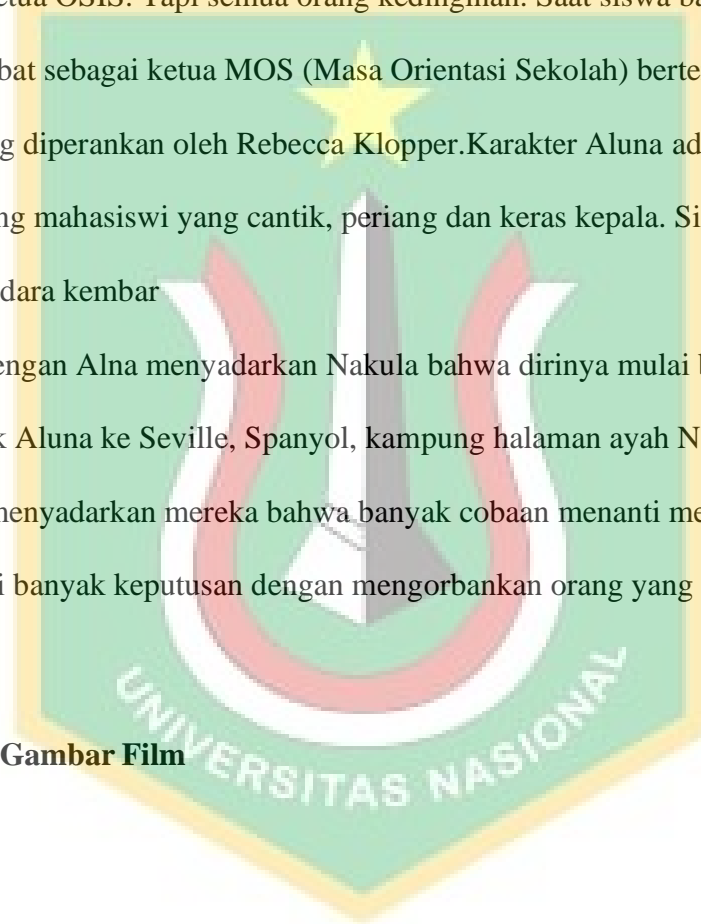 etua OSIS. Tapi semua orang kedinginan. Saat siswa ba
bat sebagai ketua MOS (Masa Orientasi Sekolah) berte
g diperankan oleh Rebecca Klopper.Karakter Aluna ad
ng mahasiswi yang cantik, periang dan keras kepala. Si
dara kembar
engan Alna menyadarkan Nakula bahwa dirinya mulai b
k Aluna ke Seville, Spanyol, kampung halaman ayah N
menyadarkan mereka bahwa banyak cobaan menanti me
i banyak keputusan dengan mengorbankan orang yang
UNIVERSITAS NASIONAL
Gambar Film